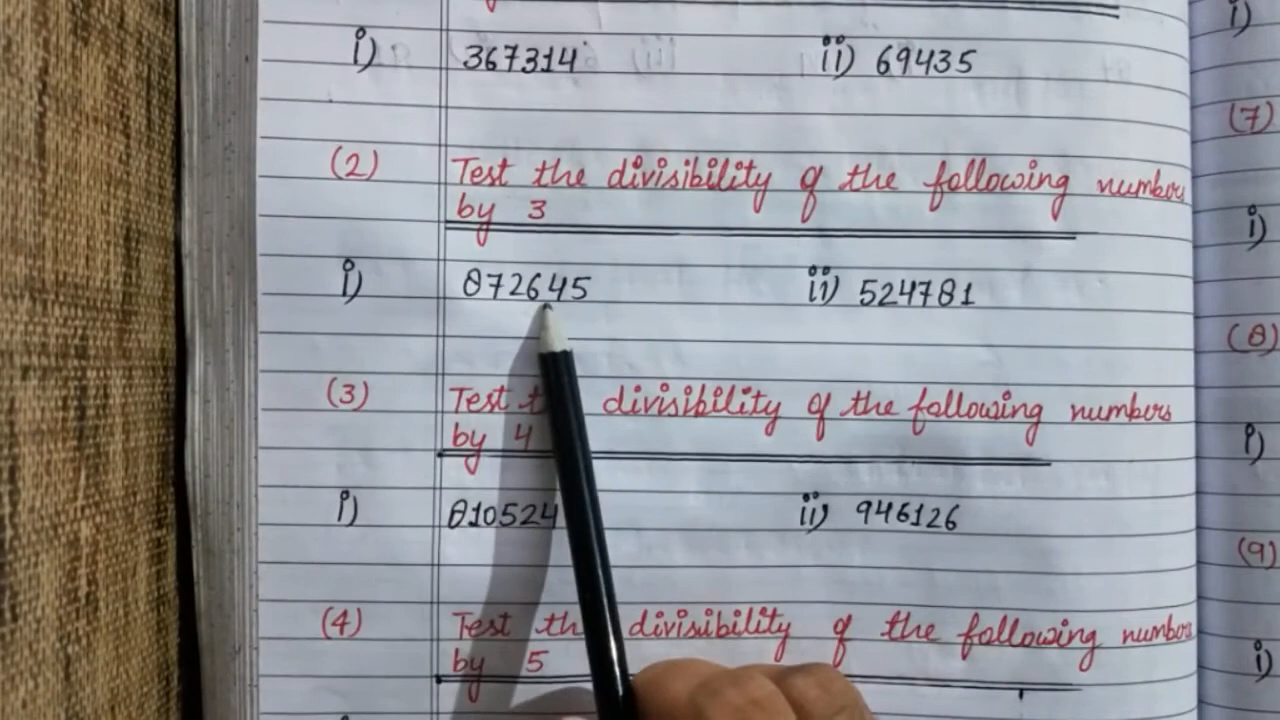 i) 367314 ii) 69435
(2) Test the divisibility of the following numbers
by 3
i) 872645 ii) 524781
(3) Test the divisibility of the following numbers
by 4
i) 810524 ii) 946126
(4) Test the divisibility of the following numbers
by 5
i)
(7)
i)
(8)
i)
(9)
i)